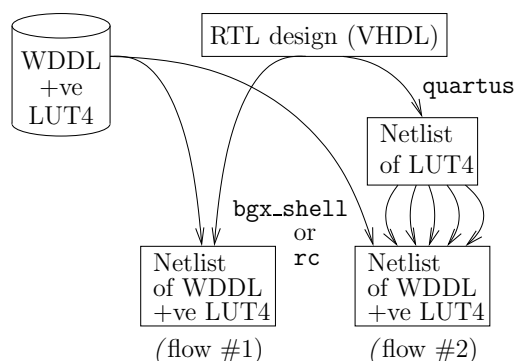 WDDL
+ve
LUT4
RTL design (VHDL)
quartus
Netlist
of LUT4
bgx_shell
or
rc
Netlist
of WDDL
+ve LUT4
Netlist
of WDDL
+ve LUT4
(flow #1)
(flow #2)